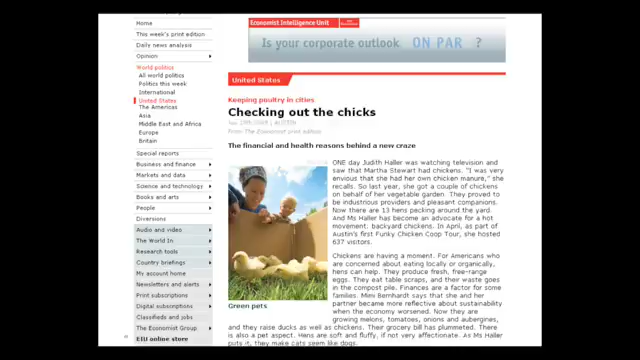 Home
This week's print edition
Daily news analysis
Opinion
World politics
All world politics
Politics this week
International
United States
The Americas
Asia
Middle East and Africa
Europe
Britain
Special reports
Business and finance
Markets and data
Science and technology
Books and arts
People
Diversions
Audio and video
The World In
Research tools
Country briefings
My account home
Newsletters and alerts
Print subscriptions
Digital subscriptions
Classifieds and jobs
The Economist Group
EIU online store
Economist Intelligence Unit
Is your corporate outlook ON PAR ?
United States
Keeping poultry in cities
Checking out the chicks
AUSTIN
From The Economist print edition
The financial and health reasons behind a new craze
ONE day Judith Haller was watching television and
saw that Martha Stewart had chickens. "I was very
envious that she had her own chicken manure," she
recalls. So last year, she got a couple of chickens
on behalf of her vegetable garden. They proved to
be industrious providers and pleasant companions.
Now there are 13 hens pecking around the yard.
And Ms Haller has become an advocate for a hot
movement: backyard chickens. In April, as part of
Austin's first Funky Chicken Coop Tour, she hosted
637 visitors.
Chickens are having a moment. For Americans who
are concerned about eating locally or organically,
hens can help. They produce fresh, free-range
eggs. They eat table scraps, and their waste goes
in the compost pile. Finances are a factor for some
families. Mimi Bernhardt says that she and her
partner became more reflective about sustainability
when the economy worsened. Now they are
growing melons, tomatoes, onions and aubergines,
and they raise ducks as well as chickens. Their grocery bill has plummeted. There
is also a pet aspect. Hens are soft and fluffy, if not very affectionate. As Ms Haller
puts it, they make cats seem like dogs.
Green pets